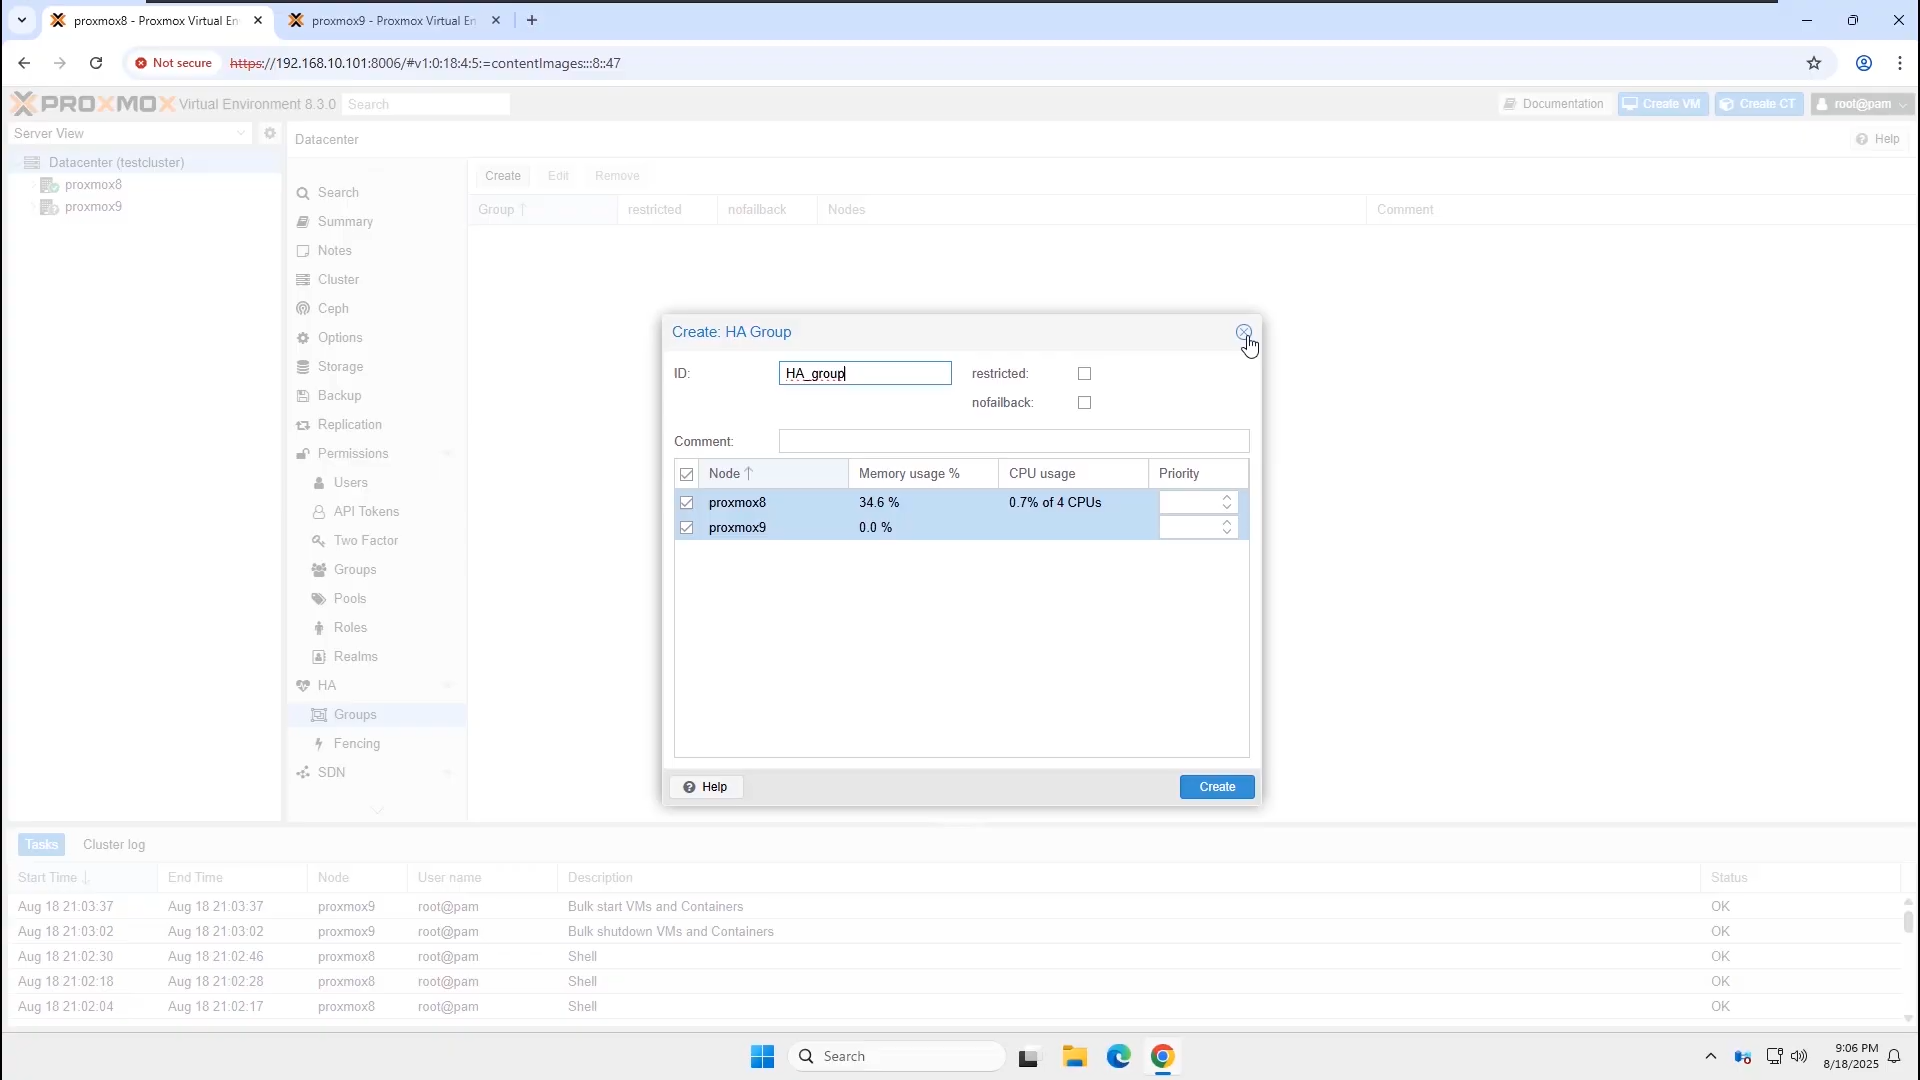 proxmox8 - Proxmox Virtual En
proxmox9 - Proxmox Virtual En
Not secure
https://192.168.10.101:8006/#v1:0:18:4:5:=contentImages:::8::47
PROXMOX Virtual Environment 8.3.0
Search
Documentation
Create VM
Create CT
root@pam
Server View
Datacenter
Help
Datacenter (testcluster)
proxmox8
proxmox9
Search
Summary
Notes
Cluster
Ceph
Options
Storage
Backup
Replication
Permissions
Users
API Tokens
Two Factor
Groups
Pools
Roles
Realms
HA
Groups
Fencing
SDN
Create Edit Remove
Group restricted nofailback Nodes Comment
Create: HA Group
ID: HA_group restricted:
nofailback:
Comment:
Node Memory usage % CPU usage Priority
proxmox8 34.6 % 0.7% of 4 CPUs
proxmox9 0.0 %
Help Create
Tasks Cluster log
Start Time End Time Node User name Description Status
Aug 18 21:03:37 Aug 18 21:03:37 proxmox9 root@pam Bulk start VMs and Containers OK
Aug 18 21:03:02 Aug 18 21:03:02 proxmox9 root@pam Bulk shutdown VMs and Containers OK
Aug 18 21:02:30 Aug 18 21:02:46 proxmox8 root@pam Shell OK
Aug 18 21:02:18 Aug 18 21:02:28 proxmox8 root@pam Shell OK
Aug 18 21:02:04 Aug 18 21:02:17 proxmox8 root@pam Shell OK
Search
9:06 PM
8/18/2025